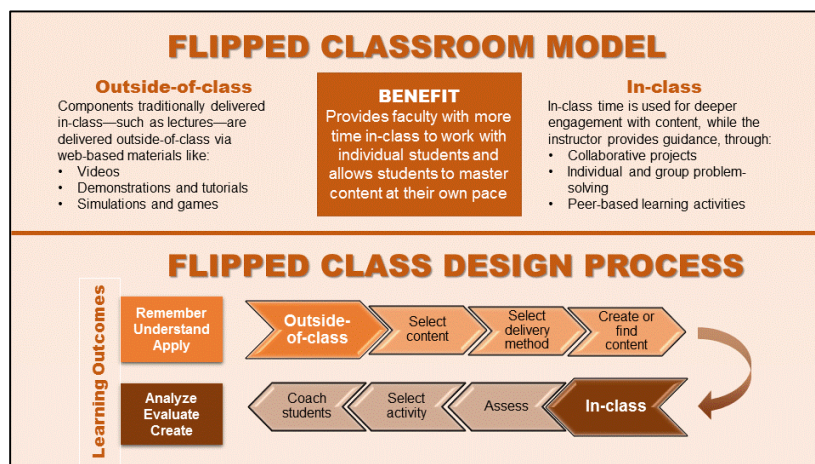 FLIPPED CLASSROOM MODEL
Outside-of-class
Components traditionally delivered
in-class—such as lectures—are
delivered outside-of-class via
web-based materials like:
• Videos
• Demonstrations and tutorials
• Simulations and games
BENEFIT
Provides faculty with more
time in-class to work with
individual students and
allows students to master
content at their own pace
In-class
In-class time is used for deeper
engagement with content, while the
instructor provides guidance, through:
• Collaborative projects
• Individual and group problem-
solving
• Peer-based learning activities
FLIPPED CLASS DESIGN PROCESS
Learning Outcomes
Remember
Understand
Apply
Outside-
of-class
Select
content
Select
delivery
method
Create or
find
content
Analyze
Evaluate
Create
Coach
students
Select
activity
Assess
In-class